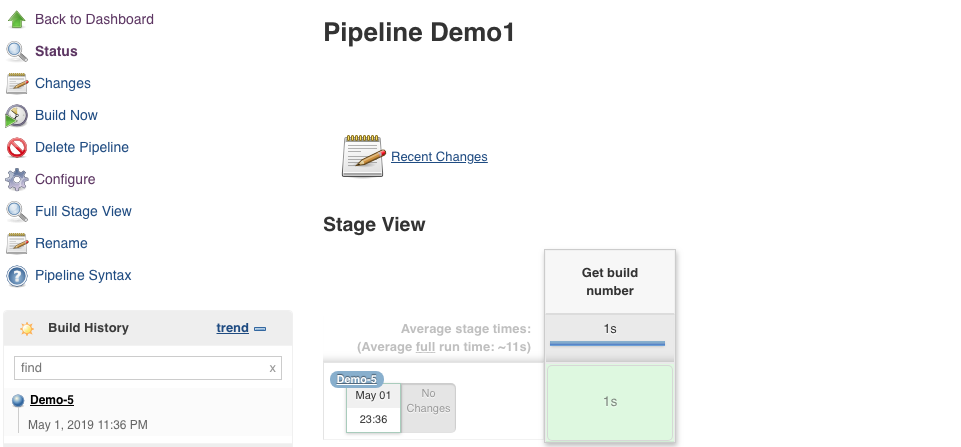 Back to Dashboard
Status
Changes
Build Now
Delete Pipeline
Configure
Full Stage View
Rename
Pipeline Syntax
Build History
trend
find
x
Demo-5
May 1, 2019 11:36 PM
Pipeline Demo1
Recent Changes
Stage View
Get build
number
Average stage times:
(Average full run time: ~11s)
1s
Demo-5
May 01
23:36
No
Changes
1s